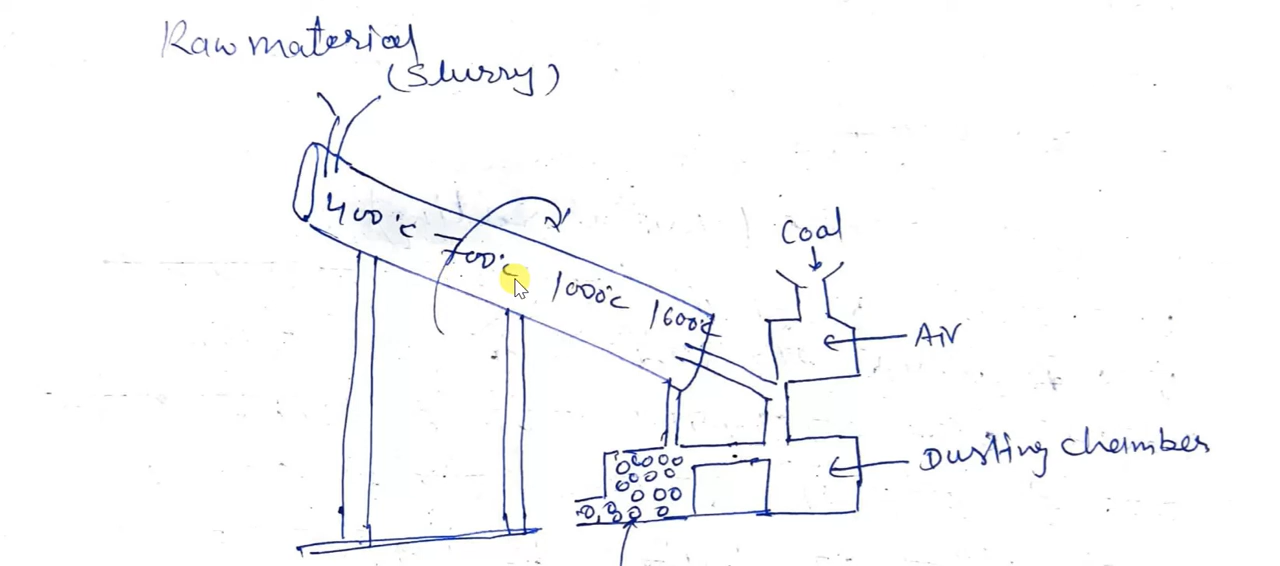 Raw material
(Slurry)
400°C
700°C
1000°C
1600°C
Coal
Air
Dusting chamber